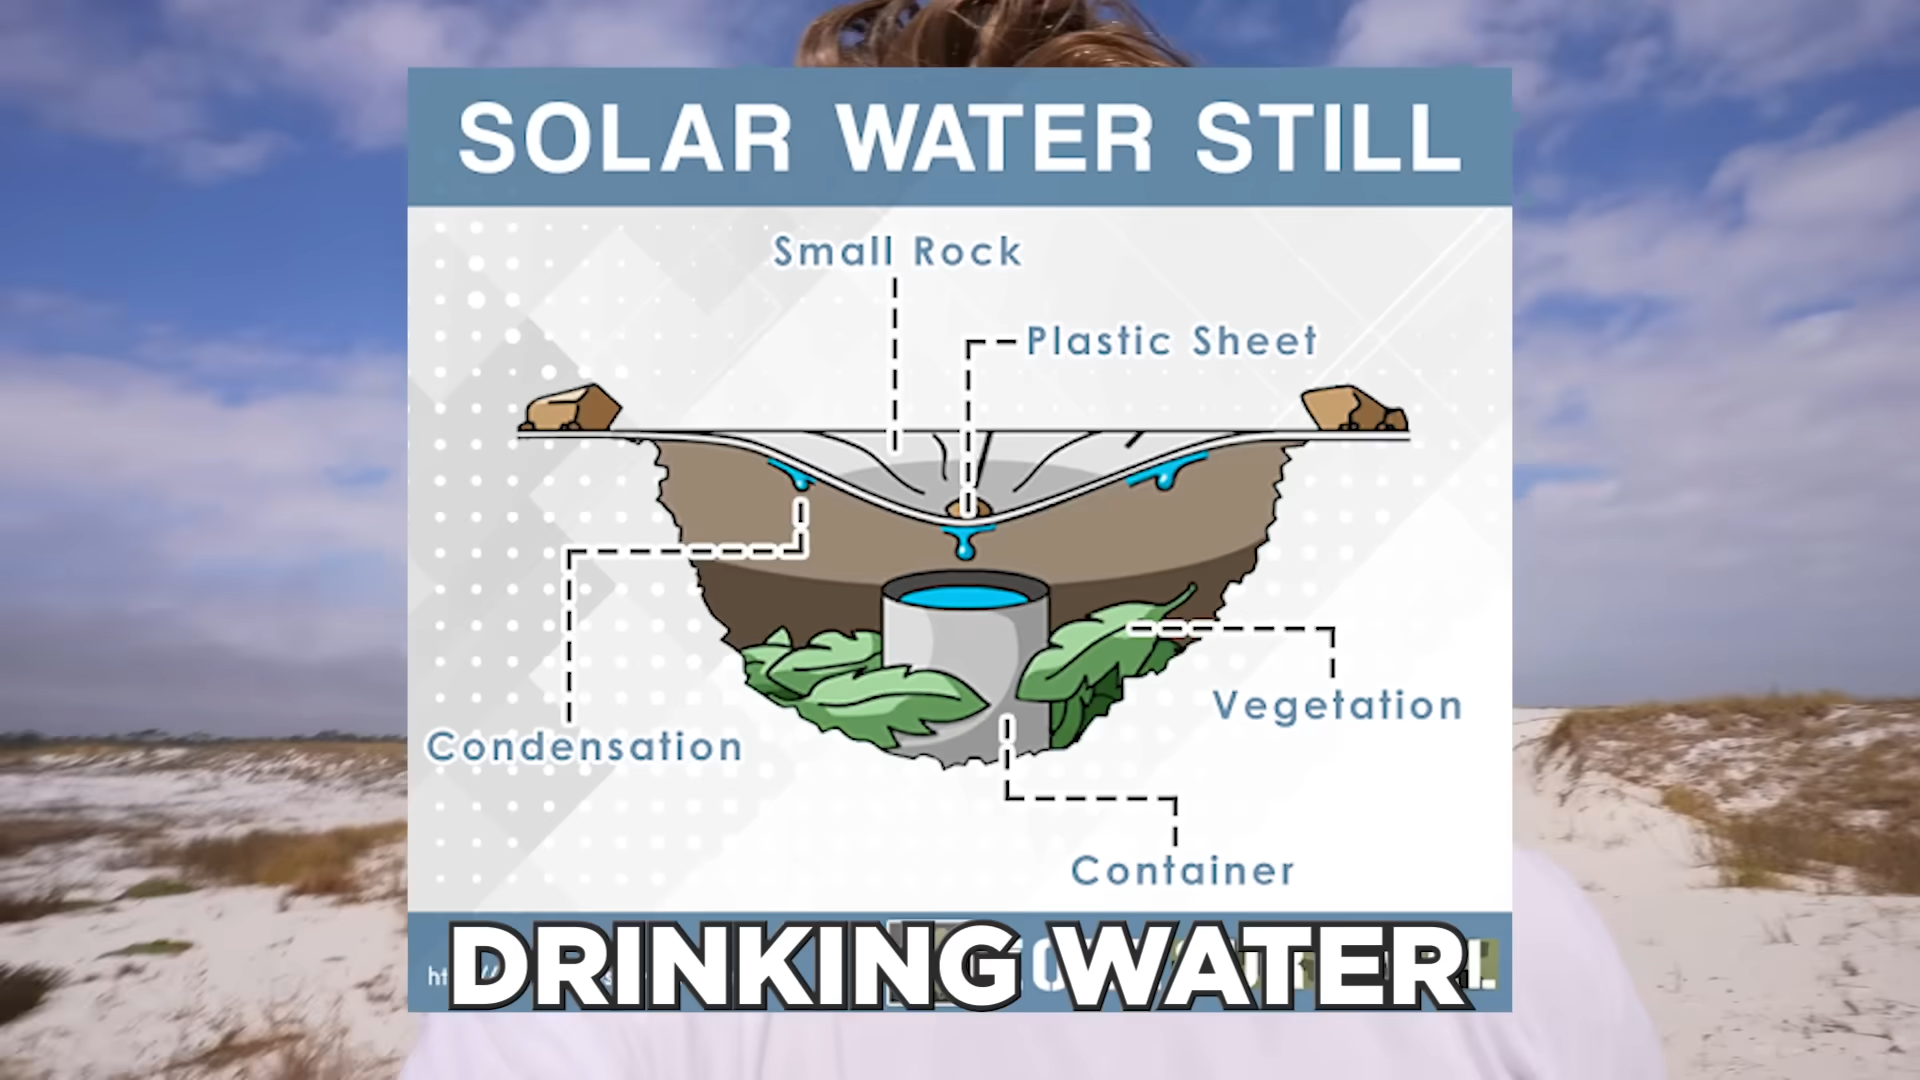 SOLAR WATER STILL
Small Rock
Plastic Sheet
Condensation
Vegetation
Container
DRINKING WATER